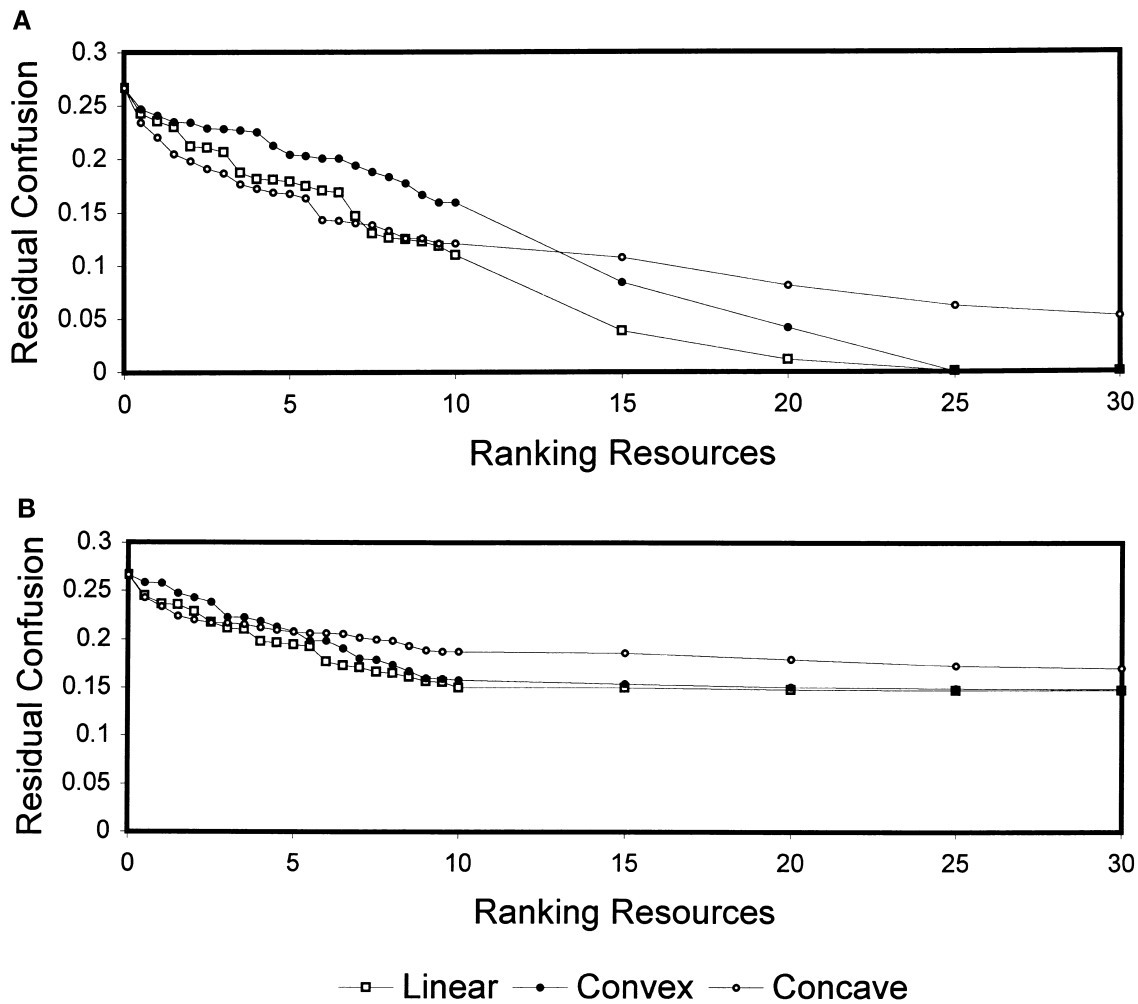 A
0.3
0.25
0.2
0.15
0.1
0.05
0
Residual Confusion
0 5 10 15 20 25 30
Ranking Resources
B
0.3
0.25
0.2
0.15
0.1
0.05
0
Residual Confusion
0 5 10 15 20 25 30
Ranking Resources
Linear Convex Concave